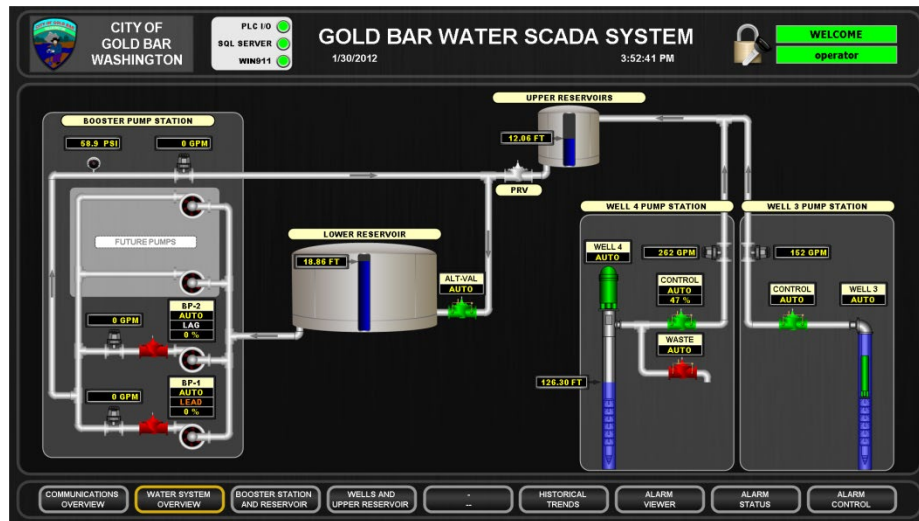 CITY OF
GOLD BAR
WASHINGTON
PLC I/O
SQL SERVER
WIN911
GOLD BAR WATER SCADA SYSTEM
1/30/2012
3:52:41 PM
WELCOME
operator
BOOSTER PUMP STATION
58.9 PSI
0 GPM
FUTURE PUMPS
BP-2
AUTO
LAG
0 %
0 GPM
BP-1
AUTO
LEAD
0 %
0 GPM
LOWER RESERVOIR
18.86 FT
ALT-VAL
AUTO
UPPER RESERVOIRS
12.06 FT
PRV
WELL 4 PUMP STATION
WELL 4
AUTO
262 GPM
CONTROL
AUTO
47 %
WASTE
AUTO
126.30 FT
WELL 3 PUMP STATION
152 GPM
CONTROL
AUTO
WELL 3
AUTO
COMMUNICATIONS
OVERVIEW
WATER SYSTEM
OVERVIEW
BOOSTER STATION
AND RESERVOIR
WELLS AND
UPPER RESERVOIR
-
--
HISTORICAL
TRENDS
ALARM
VIEWER
ALARM
STATUS
ALARM
CONTROL